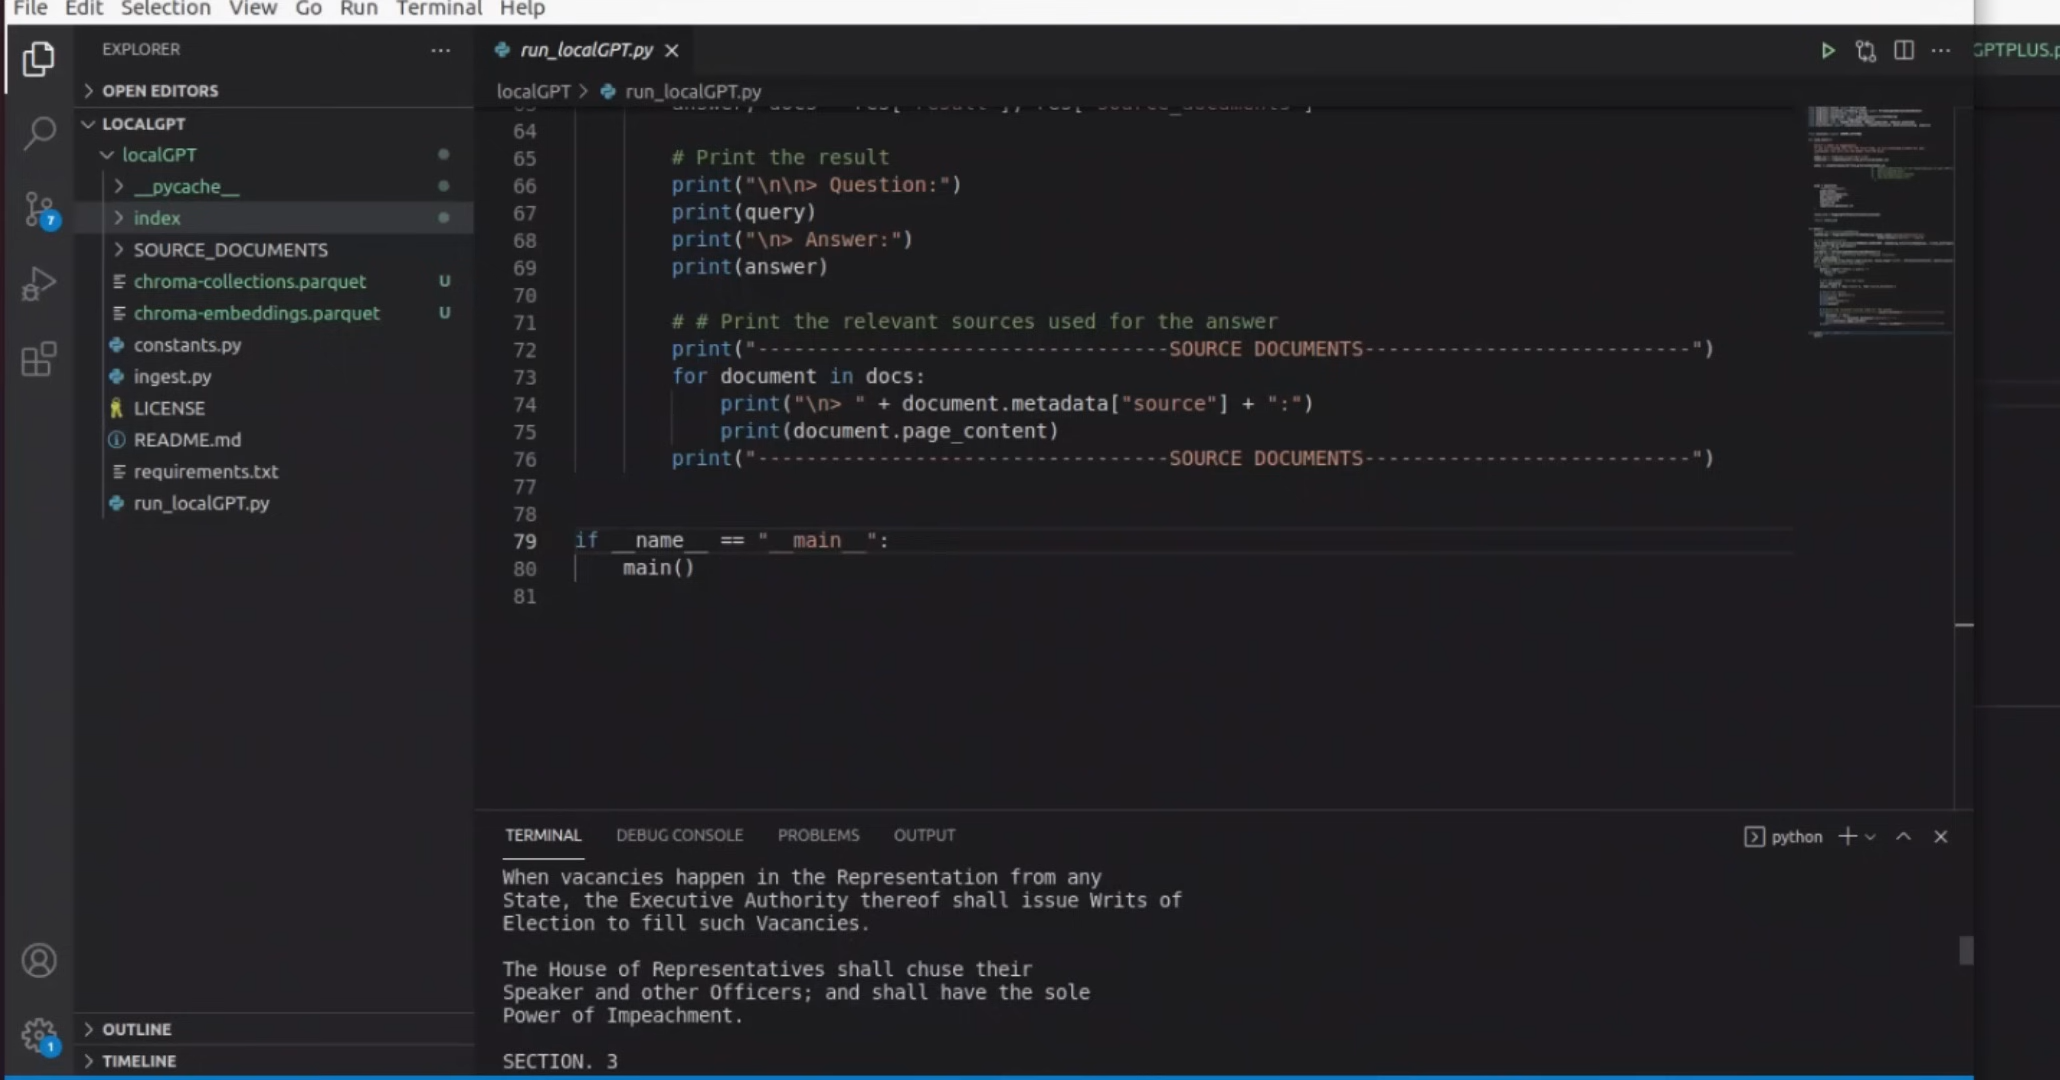 File Edit Selection View Go Run Terminal Help
EXPLORER
OPEN EDITORS
LOCALGPT
localGPT
__pycache__
index
SOURCE_DOCUMENTS
chroma-collections.parquet U
chroma-embeddings.parquet U
constants.py
ingest.py
LICENSE
README.md
requirements.txt
run_localGPT.py
OUTLINE
TIMELINE
7
1
run_localGPT.py
GPTPLUS.p
localGPT > run_localGPT.py
64
65 # Print the result
66 print("\n\n> Question:")
67 print(query)
68 print("\n> Answer:")
69 print(answer)
70
71 # # Print the relevant sources used for the answer
72 print("----------------------------------SOURCE DOCUMENTS---------------------------")
73 for document in docs:
74 print("\n> " + document.metadata["source"] + ":")
75 print(document.page_content)
76 print("----------------------------------SOURCE DOCUMENTS---------------------------")
77
78
79 if __name__ == "__main__":
80 main()
81
TERMINAL DEBUG CONSOLE PROBLEMS OUTPUT
python
When vacancies happen in the Representation from any
State, the Executive Authority thereof shall issue Writs of
Election to fill such Vacancies.
The House of Representatives shall chuse their
Speaker and other Officers; and shall have the sole
Power of Impeachment.
SECTION. 3